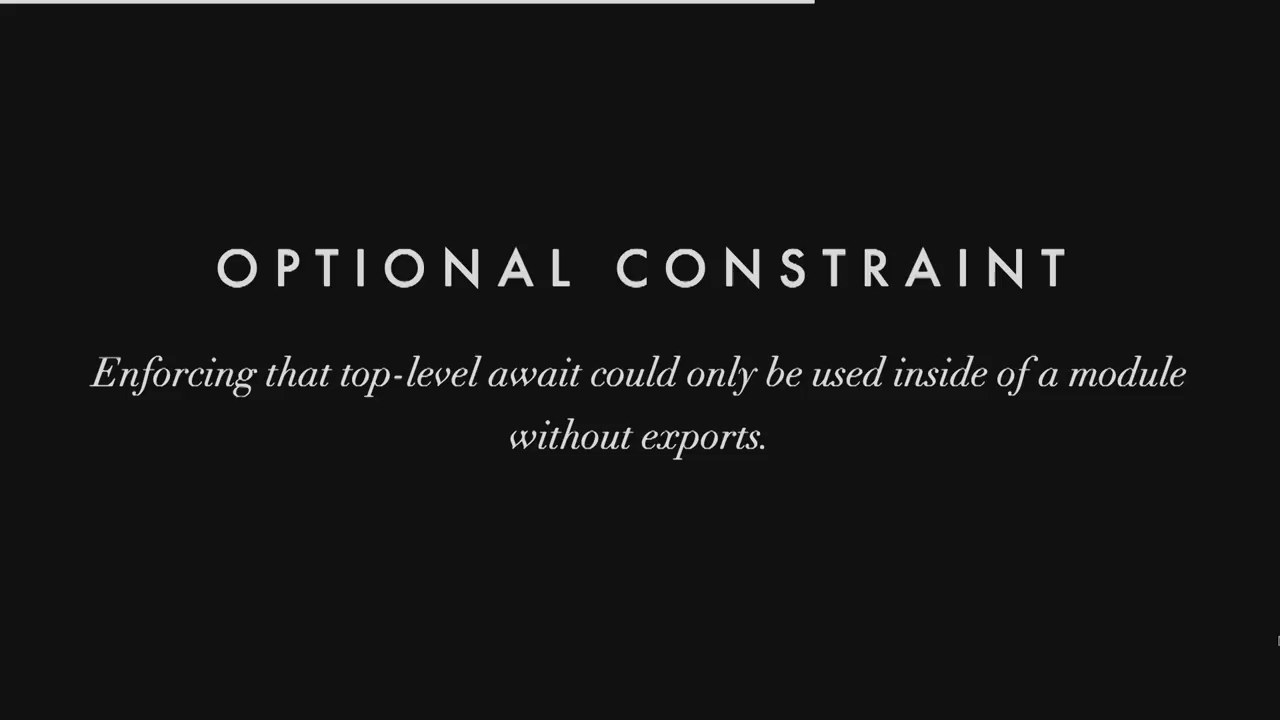 OPTIONAL CONSTRAINT
Enforcing that top-level await could only be used inside of a module
without exports.